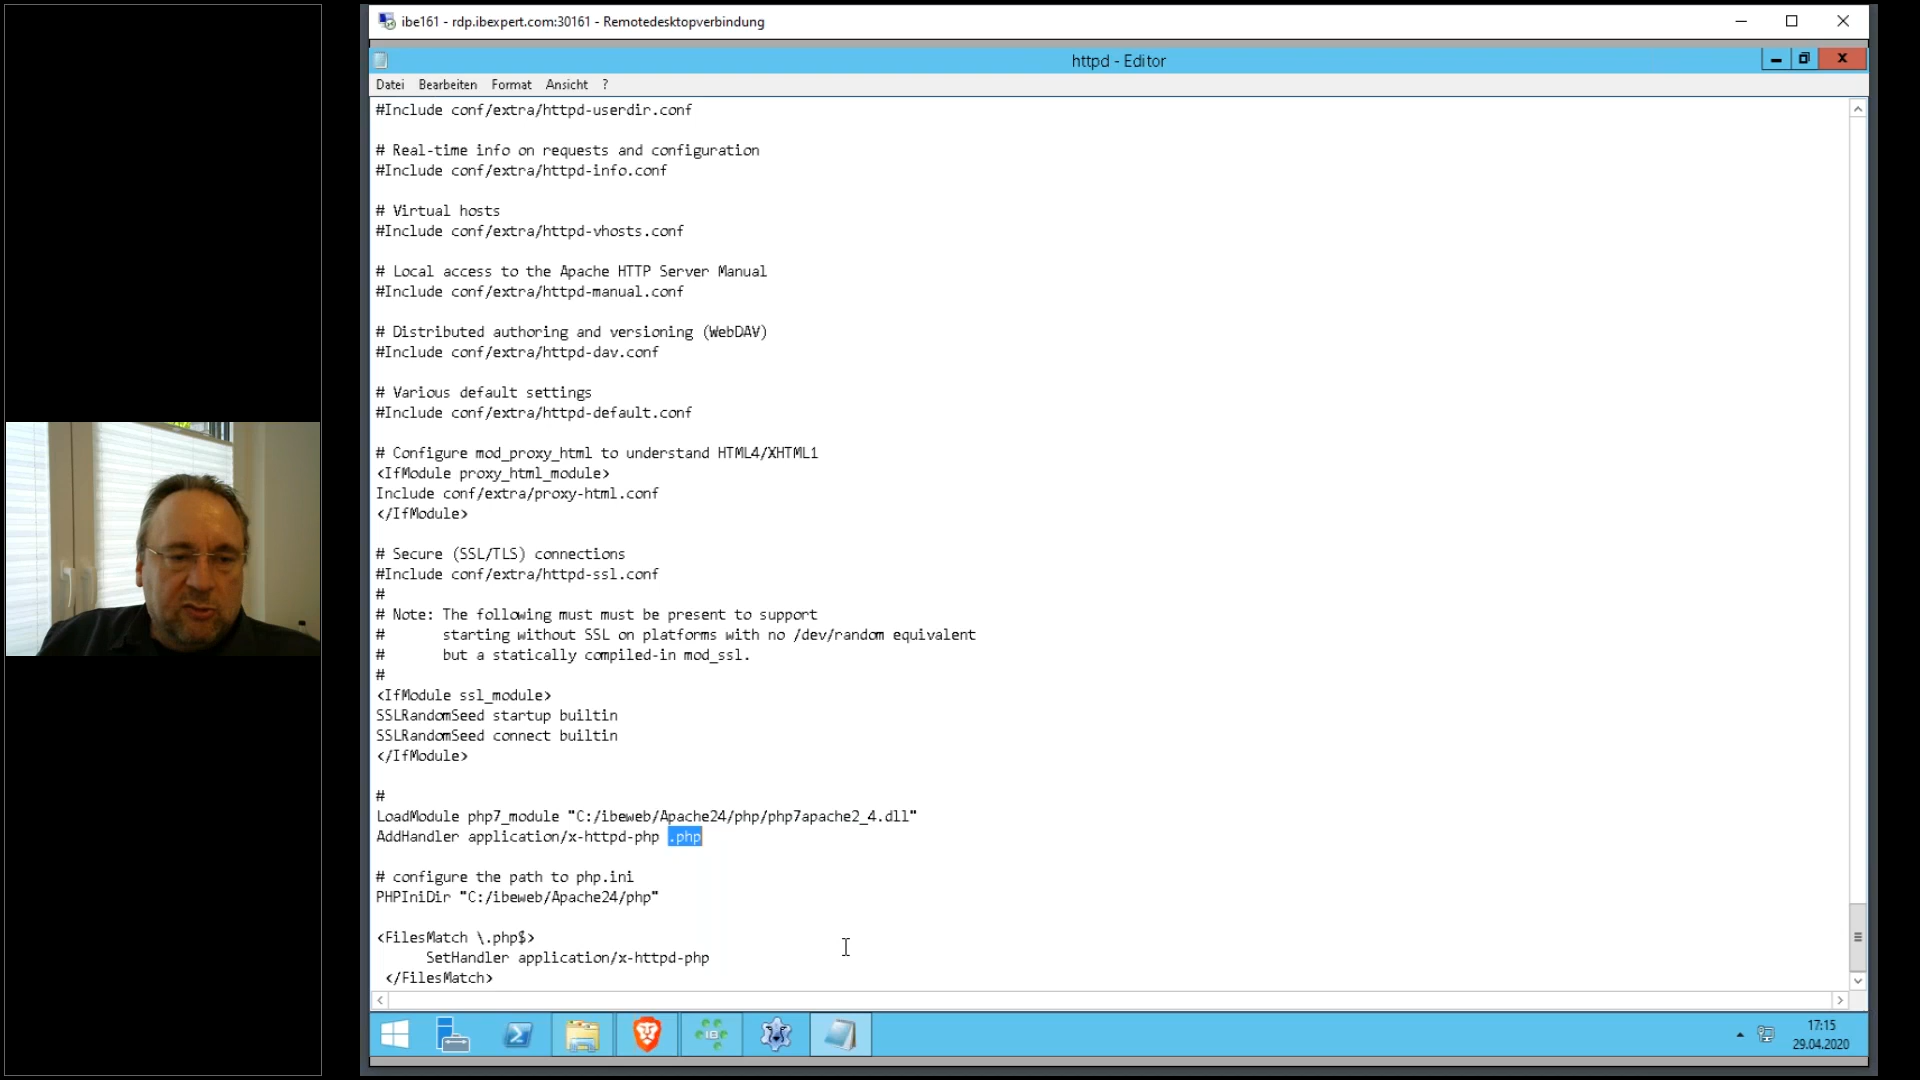 ibe161 - rdp.ibexpert.com:30161 - Remotedesktopverbindung
httpd - Editor
Datei Bearbeiten Format Ansicht ?
#Include conf/extra/httpd-userdir.conf
# Real-time info on requests and configuration
#Include conf/extra/httpd-info.conf
# Virtual hosts
#Include conf/extra/httpd-vhosts.conf
# Local access to the Apache HTTP Server Manual
#Include conf/extra/httpd-manual.conf
# Distributed authoring and versioning (WebDAV)
#Include conf/extra/httpd-dav.conf
# Various default settings
#Include conf/extra/httpd-default.conf
# Configure mod_proxy_html to understand HTML4/XHTML1
<IfModule proxy_html_module>
Include conf/extra/proxy-html.conf
</IfModule>
# Secure (SSL/TLS) connections
#Include conf/extra/httpd-ssl.conf
#
# Note: The following must must be present to support
#       starting without SSL on platforms with no /dev/random equivalent
#       but a statically compiled-in mod_ssl.
#
<IfModule ssl_module>
SSLRandomSeed startup builtin
SSLRandomSeed connect builtin
</IfModule>
#
LoadModule php7_module "C:/ibeweb/Apache24/php/php7apache2_4.dll"
AddHandler application/x-httpd-php .php
# configure the path to php.ini
PHPIniDir "C:/ibeweb/Apache24/php"
<FilesMatch \.php$>
SetHandler application/x-httpd-php
</FilesMatch>
IBE
17:15
29.04.2020